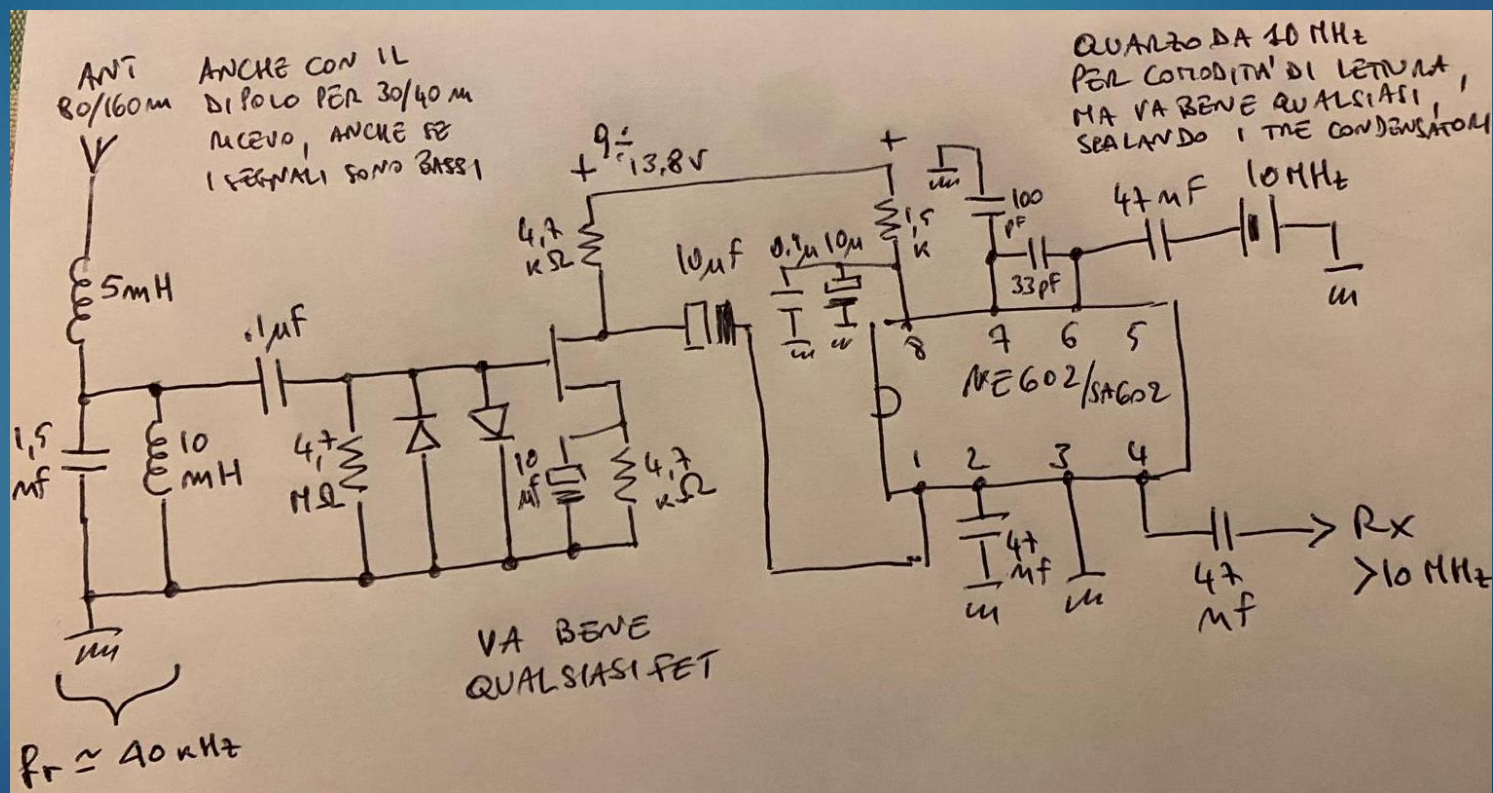 ANT
80/160m
ANCHE CON IL
DIPOLO PER 30/40 m
RICEVO, ANCHE SE
I SEGNALI SONO BASSI
QUARZO DA 10 MHz
PER COMODITA' DI LETTURA,
MA VA BENE QUALSIASI,
SCALANDO I TRE CONDENSATORI
+ 9÷13,8V
+
4,7
KΩ
1,5
K
100
pF
47 nF
10MHz
5mH
.1µF
10µF
0.1µ 10µ
33pF
8 7 6 5
NE602/SA602
1,5
nf
10
mH
4,7
MΩ
10
µf
4,7
KΩ
1 2 3 4
47
nf
47
nf
RX
>10 MHz
VA BENE
QUALSIASI FET
fr ≃ 40 KHz